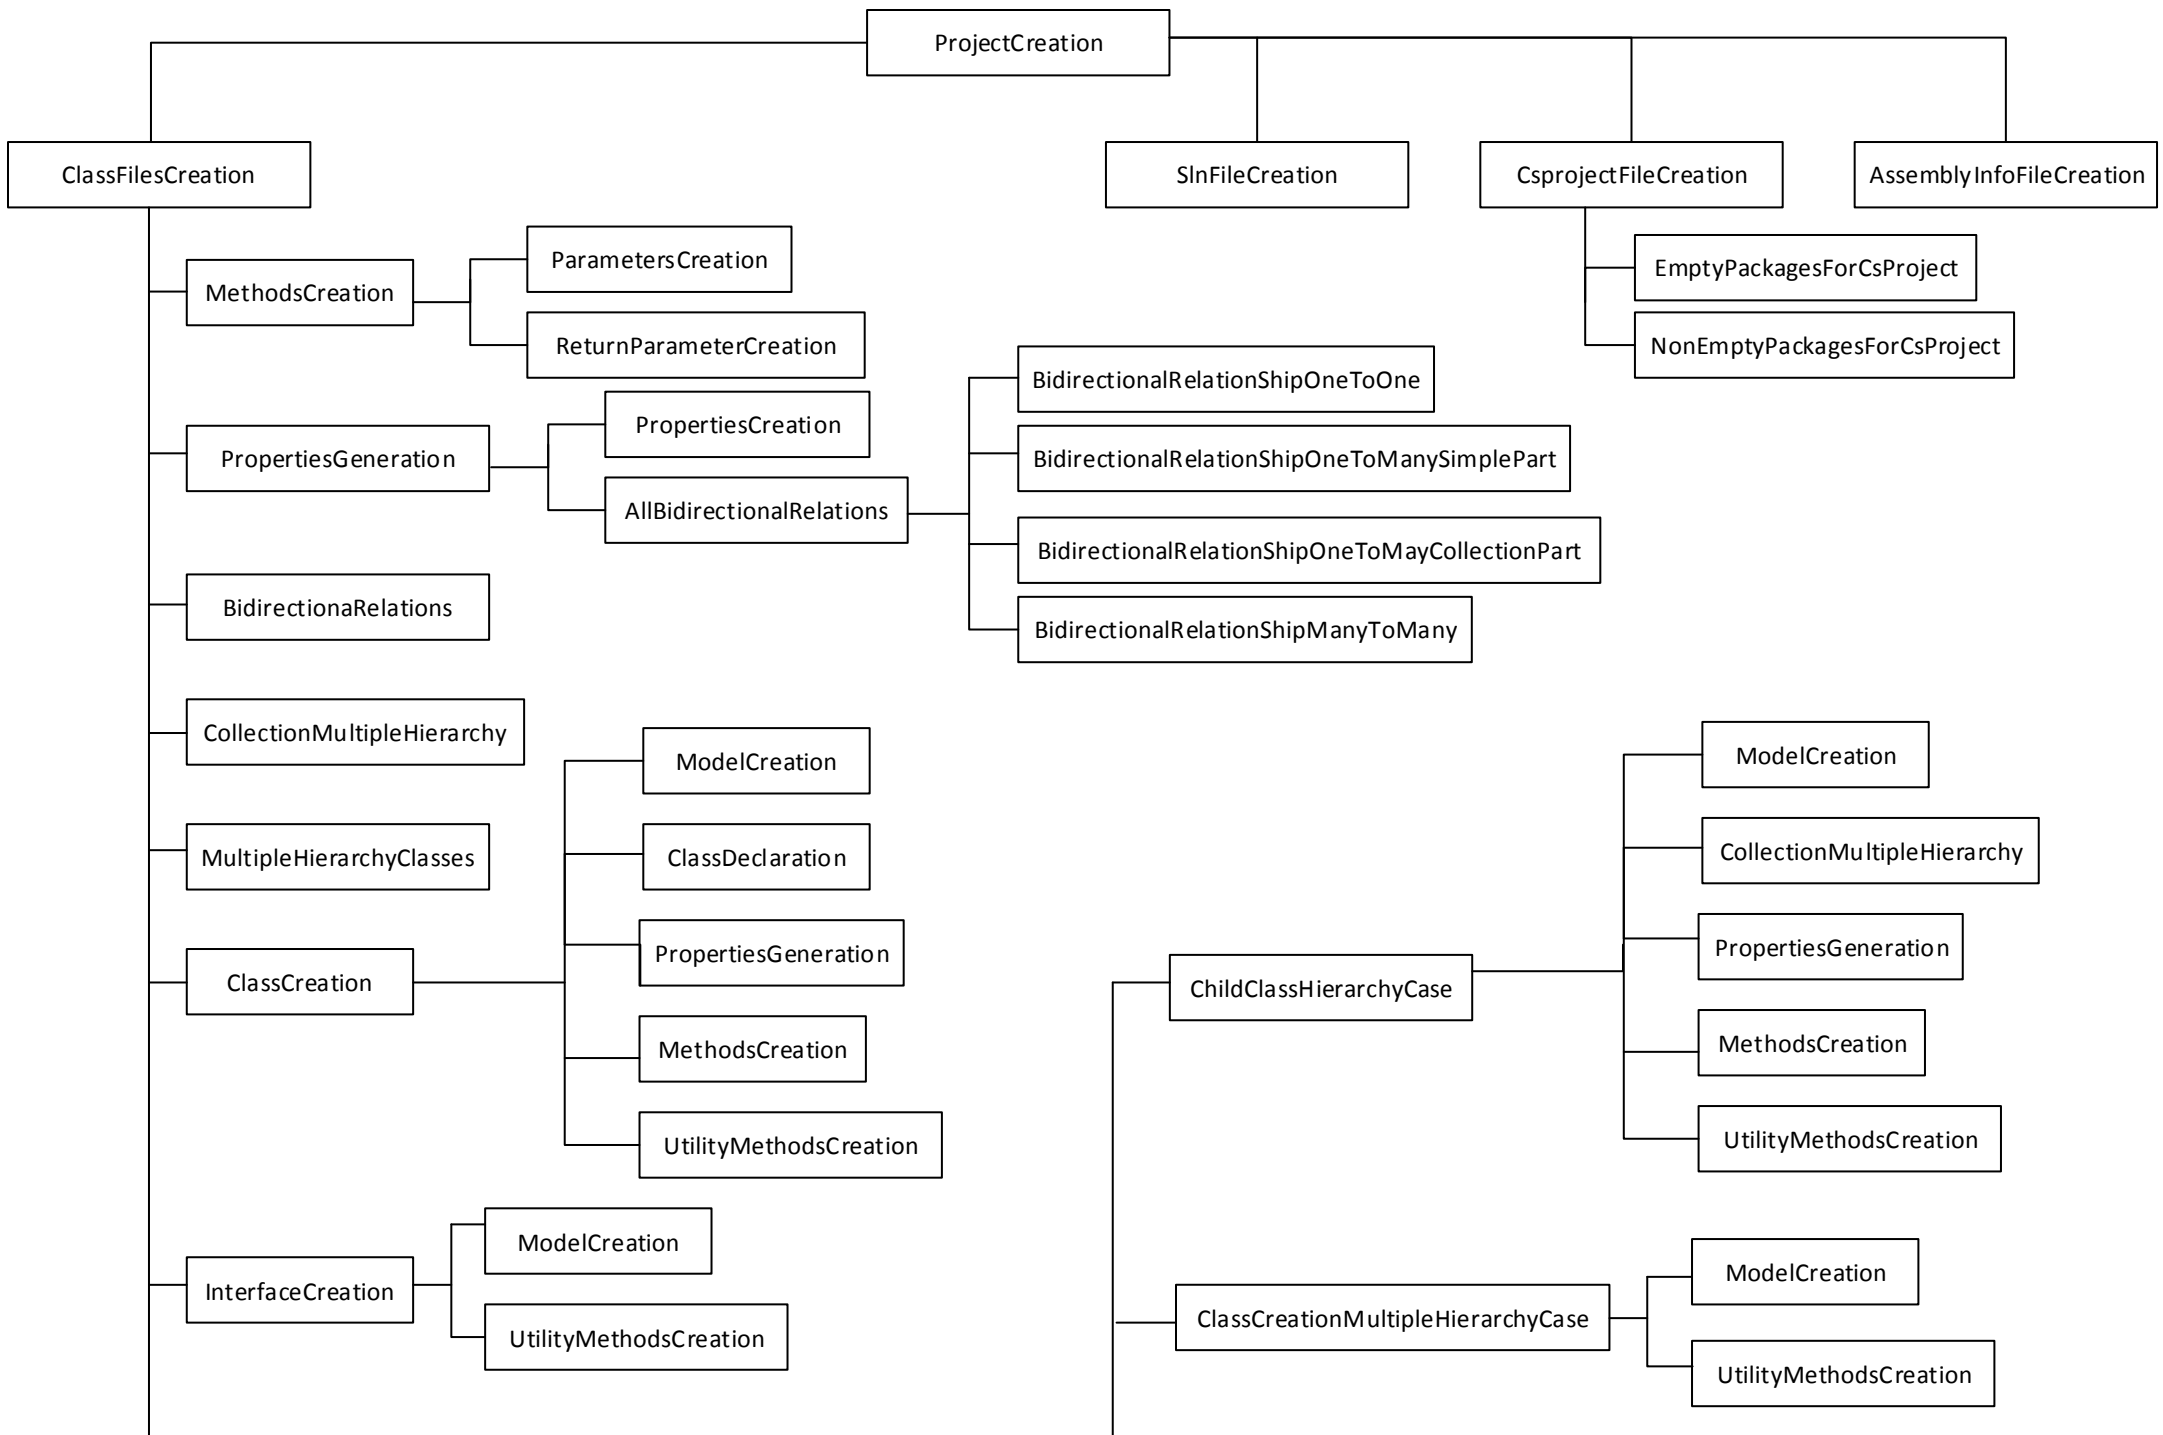 ProjectCreation
ClassFilesCreation
SlnFileCreation
CsprojectFileCreation
AssemblyInfoFileCreation
MethodsCreation
ParametersCreation
ReturnParameterCreation
EmptyPackagesForCsProject
NonEmptyPackagesForCsProject
PropertiesGeneration
PropertiesCreation
AllBidirectionalRelations
BidirectionalRelationShipOneToOne
BidirectionalRelationShipOneToManySimplePart
BidirectionalRelationShipOneToMayCollectionPart
BidirectionalRelationShipManyToMany
BidirectionaRelations
CollectionMultipleHierarchy
MultipleHierarchyClasses
ClassCreation
ModelCreation
ClassDeclaration
PropertiesGeneration
MethodsCreation
UtilityMethodsCreation
InterfaceCreation
ModelCreation
UtilityMethodsCreation
ChildClassHierarchyCase
ModelCreation
CollectionMultipleHierarchy
PropertiesGeneration
MethodsCreation
UtilityMethodsCreation
ClassCreationMultipleHierarchyCase
ModelCreation
UtilityMethodsCreation